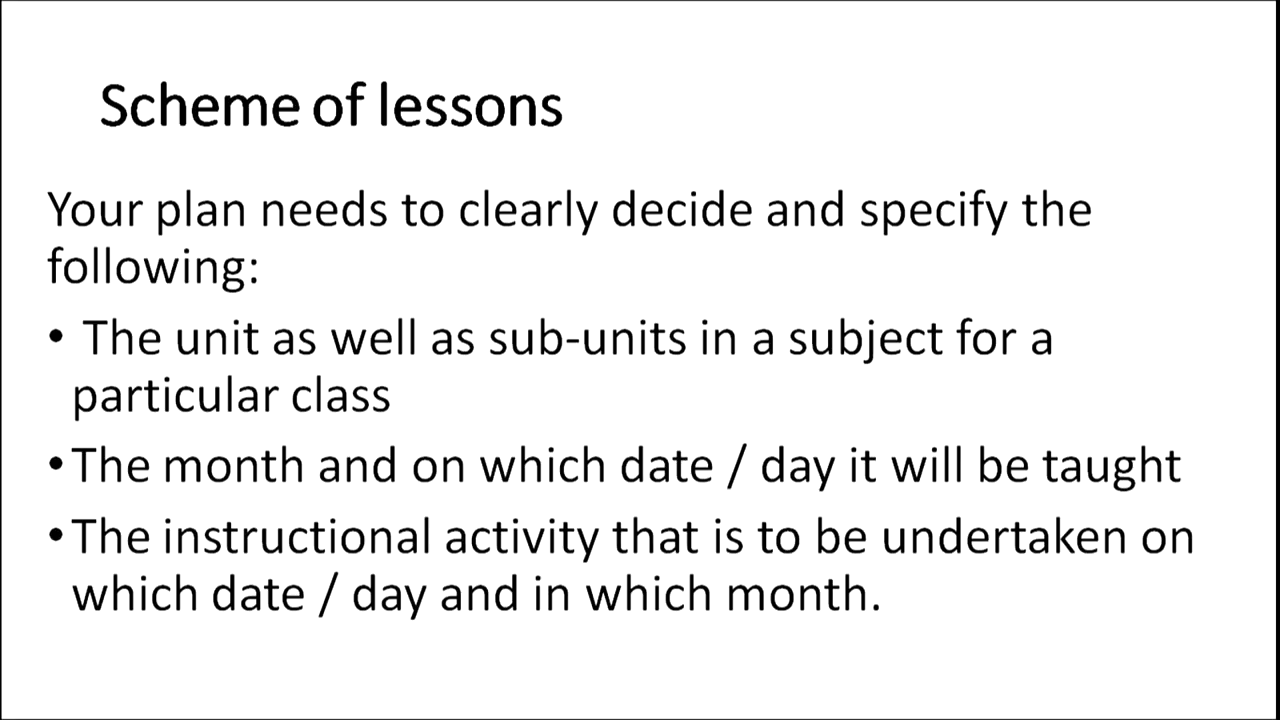 Scheme of lessons
Your plan needs to clearly decide and specify the
following:
• The unit as well as sub-units in a subject for a
particular class
• The month and on which date / day it will be taught
• The instructional activity that is to be undertaken on
which date / day and in which month.